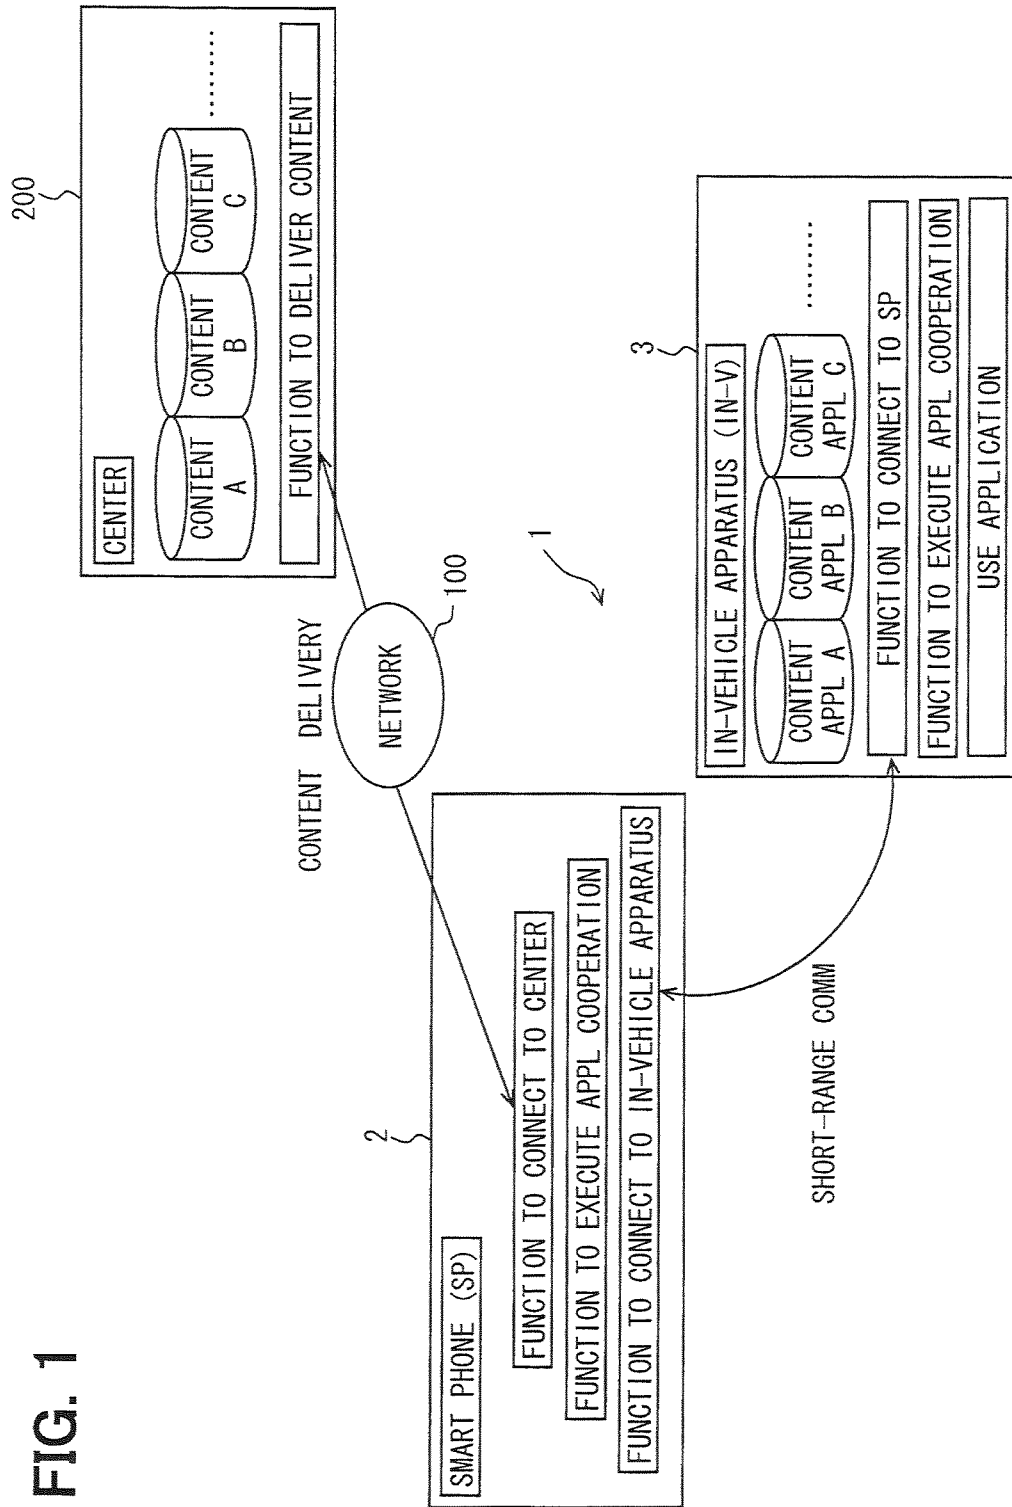 FIG. 1
200
CENTER
CONTENT
A
CONTENT
B
CONTENT
C
.........
FUNCTION TO DELIVER CONTENT
CONTENT DELIVERY
NETWORK
100
1
2
SMART PHONE (SP)
FUNCTION TO CONNECT TO CENTER
FUNCTION TO EXECUTE APPL COOPERATION
FUNCTION TO CONNECT TO IN-VEHICLE APPARATUS
SHORT-RANGE COMM
3
IN-VEHICLE APPARATUS (IN-V)
CONTENT
APPL A
CONTENT
APPL B
CONTENT
APPL C
.........
FUNCTION TO CONNECT TO SP
FUNCTION TO EXECUTE APPL COOPERATION
USE APPLICATION